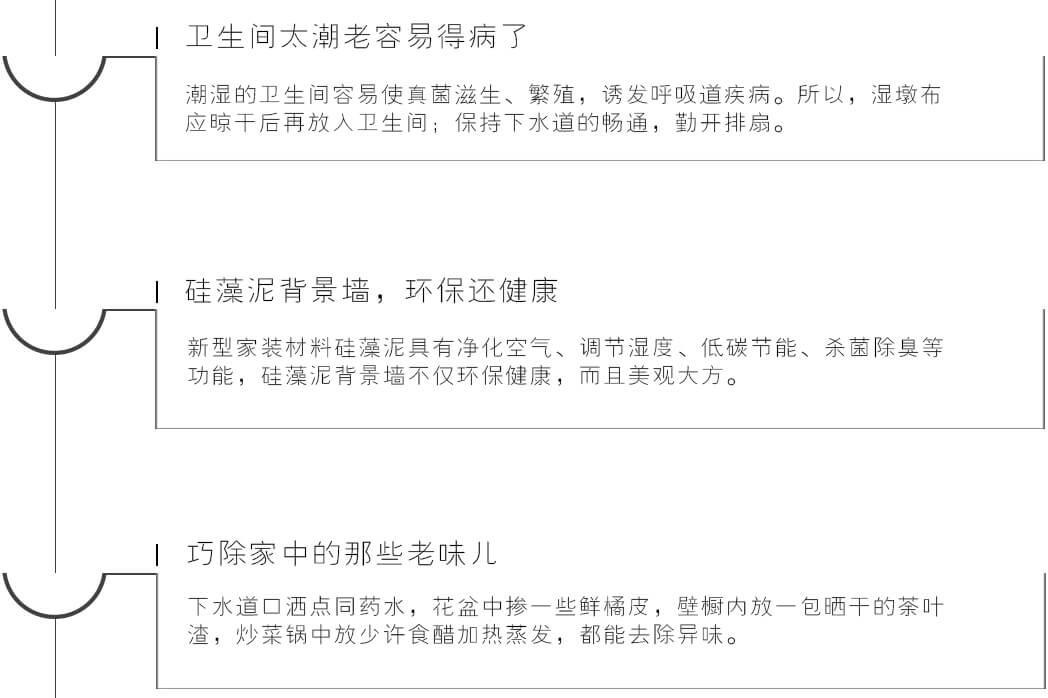 卫生间太潮老容易得病了
潮湿的卫生间容易使真菌滋生、繁殖，诱发呼吸道疾病。所以，湿墩布
应晾干后再放入卫生间；保持下水道的畅通，勤开排扇。
硅藻泥背景墙，环保还健康
新型家装材料硅藻泥具有净化空气、调节湿度、低碳节能、杀菌除臭等
功能，硅藻泥背景墙不仅环保健康，而且美观大方。
巧除家中的那些老味儿
下水道口洒点同药水，花盆中掺一些鲜橘皮，壁橱内放一包晒干的茶叶
渣，炒菜锅中放少许食醋加热蒸发，都能去除异味。